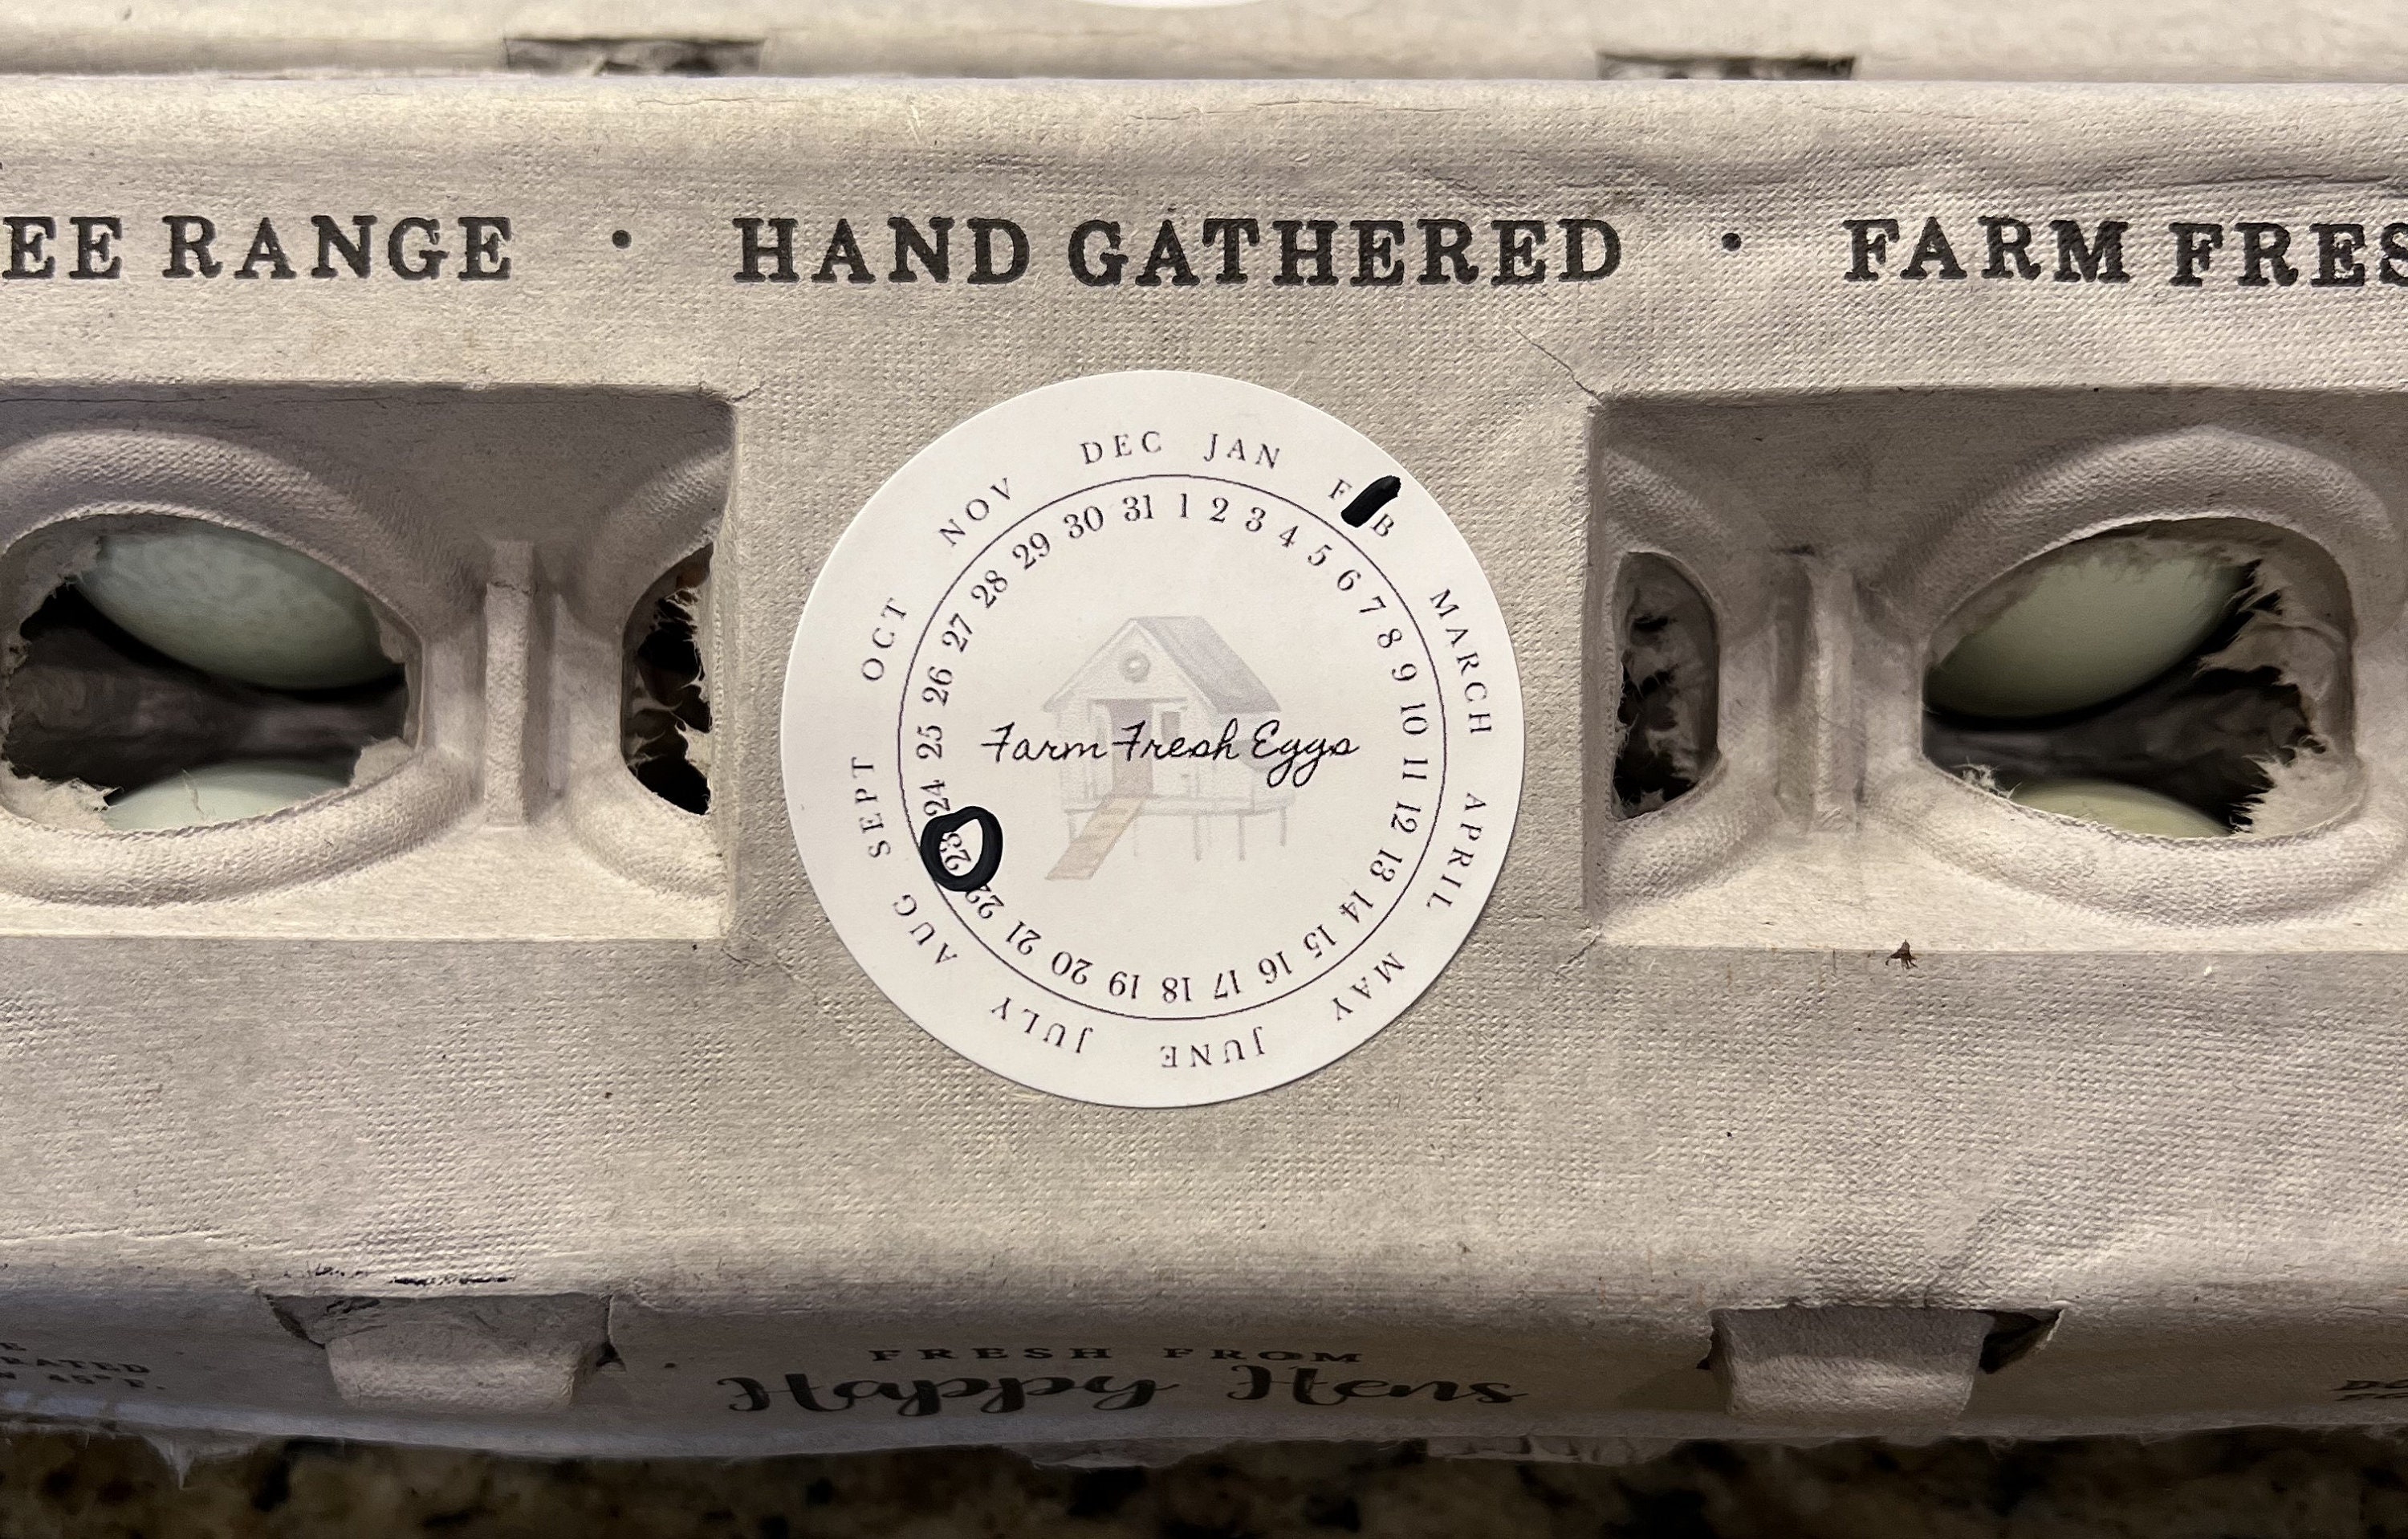 EE RANGE • HAND GATHERED • FARM FRES
DEC JAN F B MARCH APRIL MAY JUNE JULY AUG SEPT OCT NOV
1 2 3 4 5 6 7 8 9 10 11 12 13 14 15 16 17 18 19 20 21 22 23 24 25 26 27 28 29 30 31
Farm Fresh Eggs
FRESH FROM
Happy Hens